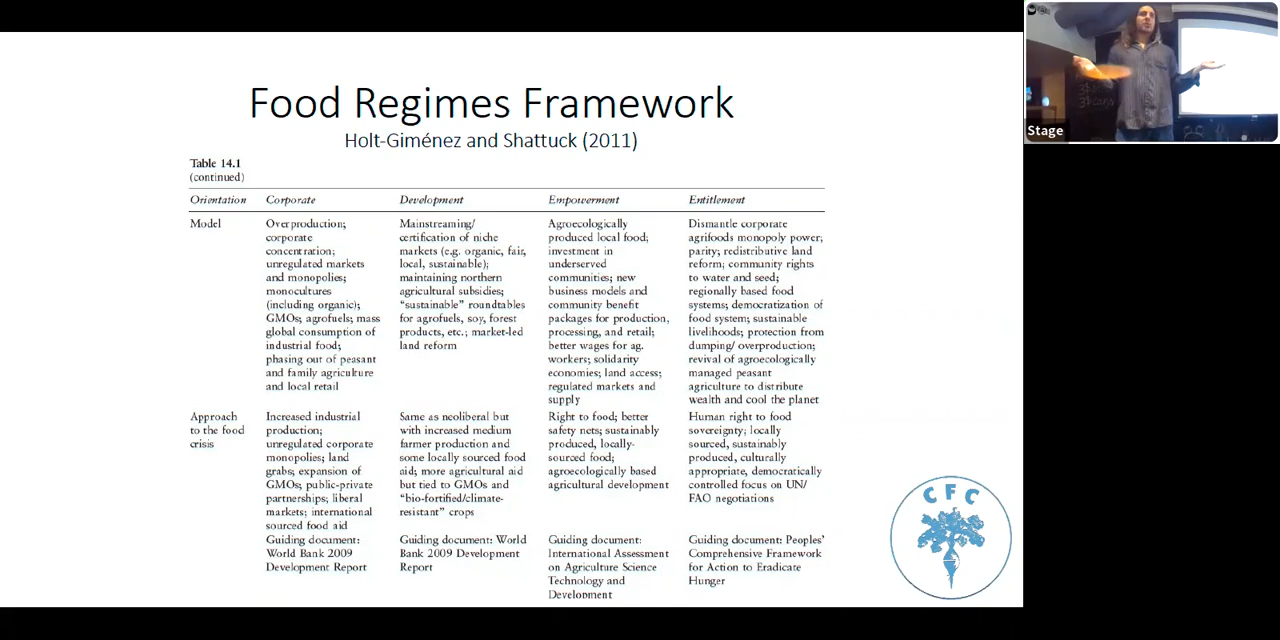 Food Regimes Framework
Holt-Giménez and Shattuck (2011)
Table 14.1
(continued)
Orientation
Corporate
Development
Empowerment
Entitlement
Model
Overproduction;
corporate
concentration;
unregulated markets
and monopolies;
monocultures
(including organic);
GMOs; agrofuels; mass
global consumption of
industrial food;
phasing out of peasant
and family agriculture
and local retail
Mainstreaming/
certification of niche
markets (e.g. organic, fair,
local, sustainable);
maintaining northern
agricultural subsidies;
"sustainable" roundtables
for agrofuels, soy, forest
products, etc.; market-led
land reform
Agroecologically
produced local food;
investment in
underserved
communities; new
business models and
community benefit
packages for production,
processing, and retail;
better wages for ag.
workers; solidarity
economies; land access;
regulated markets and
supply
Dismantle corporate
agrifoods monopoly power;
parity; redistributive land
reform; community rights
to water and seed;
regionally based food
systems; democratization of
food system; sustainable
livelihoods; protection from
dumping/ overproduction;
revival of agroecologically
managed peasant
agriculture to distribute
wealth and cool the planet
Approach
to the food
crisis
Increased industrial
production;
unregulated corporate
monopolies; land
grabs; expansion of
GMOs; public-private
partnerships; liberal
markets; international
sourced food aid
Guiding document:
World Bank 2009
Development Report
Same as neoliberal but
with increased medium
farmer production and
some locally sourced food
aid; more agricultural aid
but tied to GMOs and
"bio-fortified/climate-
resistant" crops
Guiding document: World
Bank 2009 Development
Report
Right to food; better
safety nets; sustainably
produced, locally-
sourced food;
agroecologically based
agricultural development
Guiding document:
International Assessment
on Agriculture Science
Technology and
Development
Human right to food
sovereignty; locally
sourced, sustainably
produced, culturally
appropriate, democratically
controlled focus on UN/
FAO negotiations
Guiding document: Peoples'
Comprehensive Framework
for Action to Eradicate
Hunger
CFC
Stage